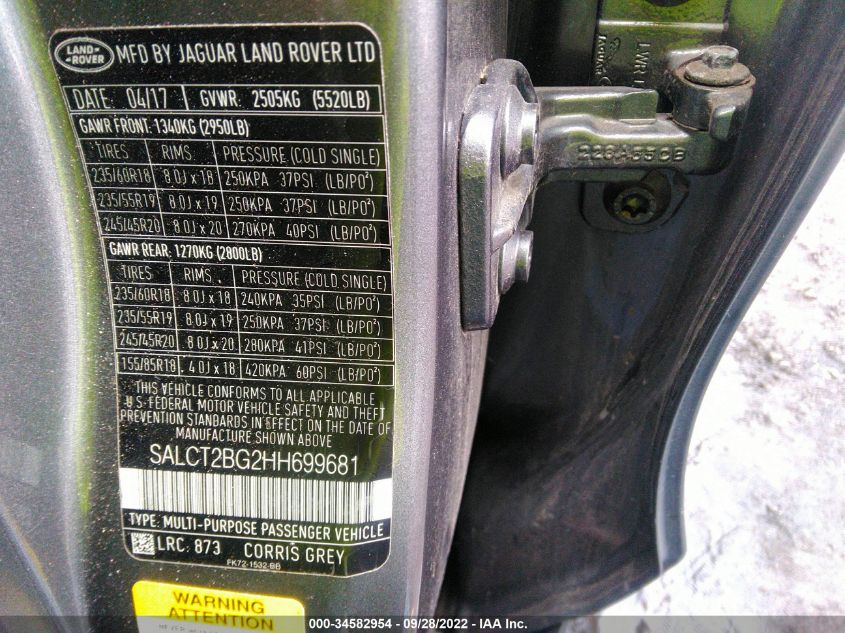 LAND-
ROVER
MFD BY JAGUAR LAND ROVER LTD
DATE: 04/17 GVWR: 2505KG (5520LB)
GAWR FRONT: 1340KG (2950LB)
TIRES RIMS PRESSURE (COLD SINGLE)
235/60R18 8.0J x 18 250KPA 37PSI (LB/PO²)
235/55R19 8.0J x 19 250KPA 37PSI (LB/PO²)
245/45R20 8.0J x 20 270KPA 40PSI (LB/PO²)
GAWR REAR: 1270KG (2800LB)
TIRES RIMS PRESSURE (COLD SINGLE)
235/60R18 8.0J x 18 240KPA 35PSI (LB/PO²)
235/55R19 8.0J x 19 250KPA 37PSI (LB/PO²)
245/45R20 8.0J x 20 280KPA 41PSI (LB/PO²)
155/85R18 4.0J x 18 420KPA 60PSI (LB/PO²)
THIS VEHICLE CONFORMS TO ALL APPLICABLE
U.S-FEDERAL MOTOR VEHICLE SAFETY AND THEFT
PREVENTION STANDARDS IN EFFECT ON THE DATE OF
MANUFACTURE SHOWN ABOVE
SALCT2BG2HH699681
TYPE: MULTI-PURPOSE PASSENGER VEHICLE
LRC: 873 CORRIS GREY
FK72-1532-BB
WARNING
ATTENTION
JAGUAR
LWR
000-34582954 - 09/28/2022 - IAA Inc.